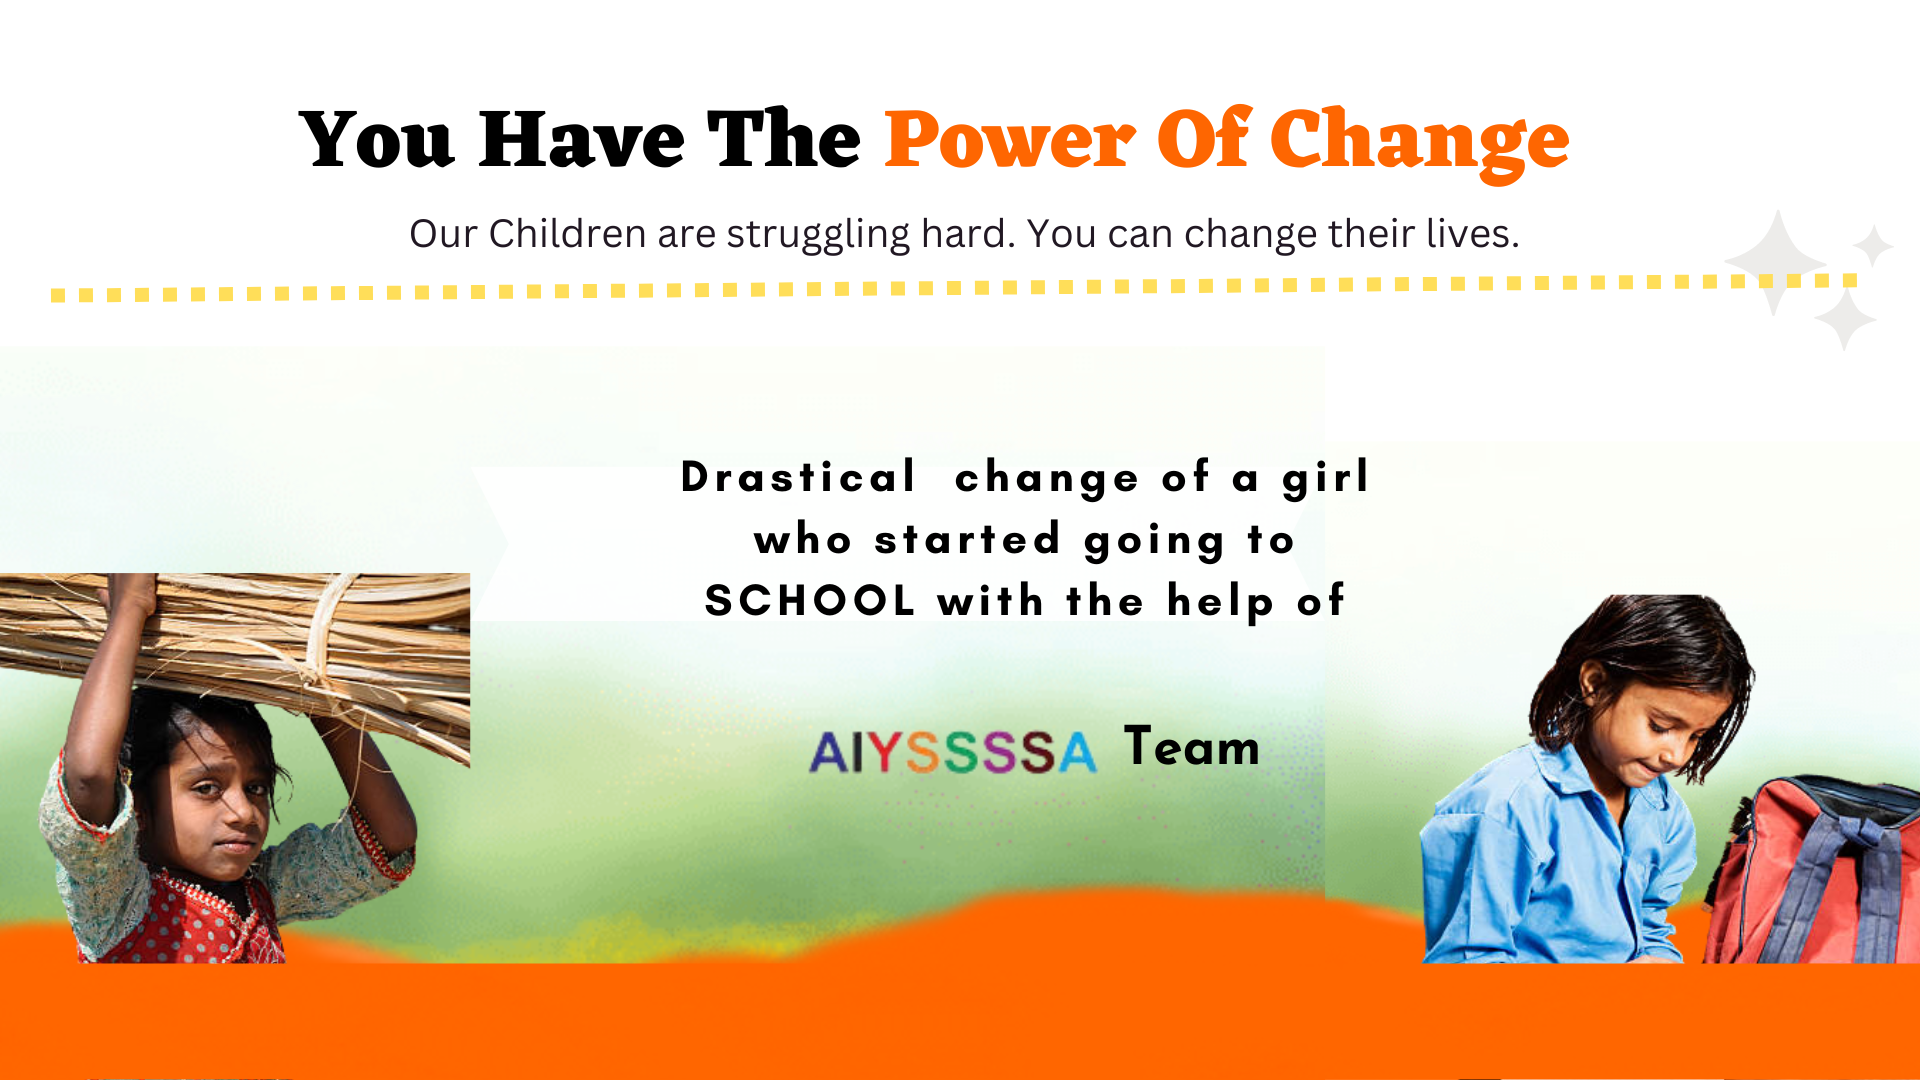 You Have The Power Of Change
Our Children are struggling hard. You can change their lives.
Drastical change of a girl
who started going to
SCHOOL with the help of
AIYSSSSA Team